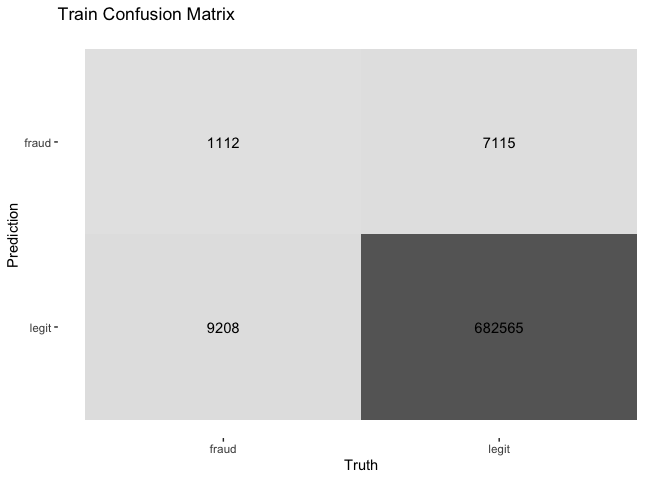 Train Confusion Matrix
fraud
1112
7115
Prediction
legit
9208
682565
fraud
legit
Truth